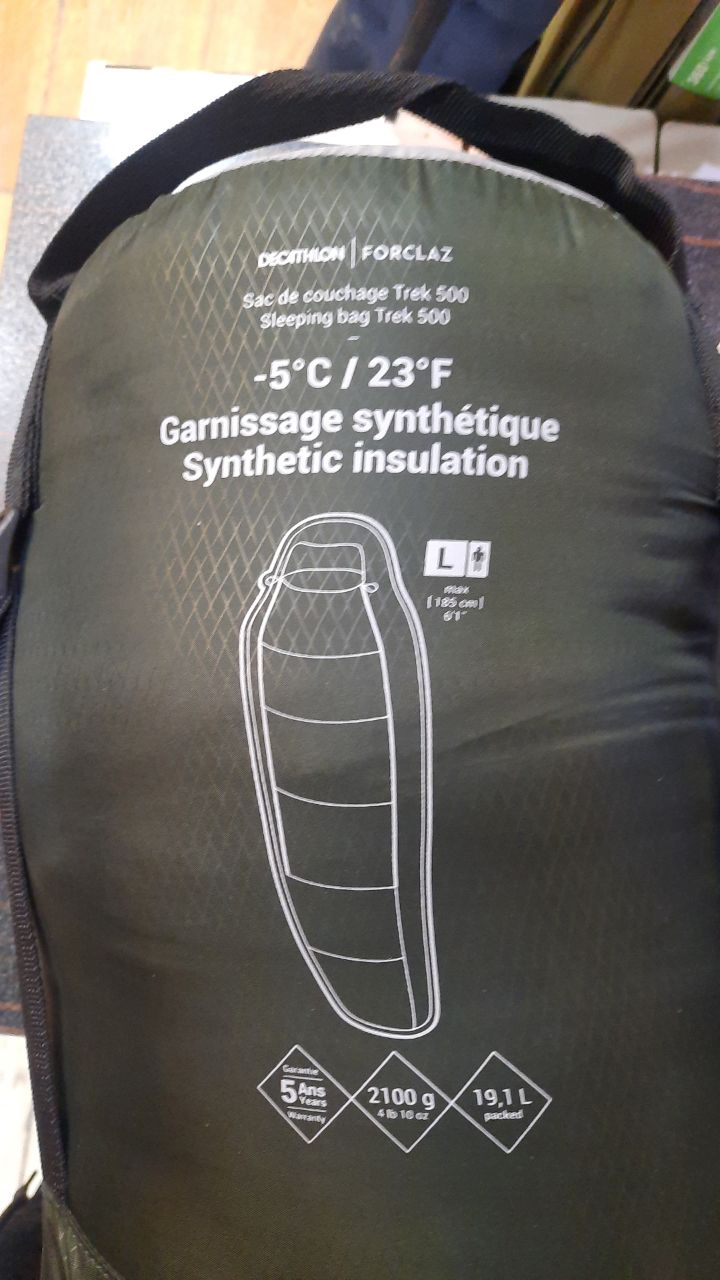 DECATHLON | FORCLAZ
Sac de couchage Trek 500
Sleeping bag Trek 500
-5°C / 23°F
Garnissage synthétique
Synthetic insulation
L
max
[185 cm]
6'1"
Garantie
5 Ans
Years
Warranty
2100 g
4 lb 10 oz
19,1 L
packed